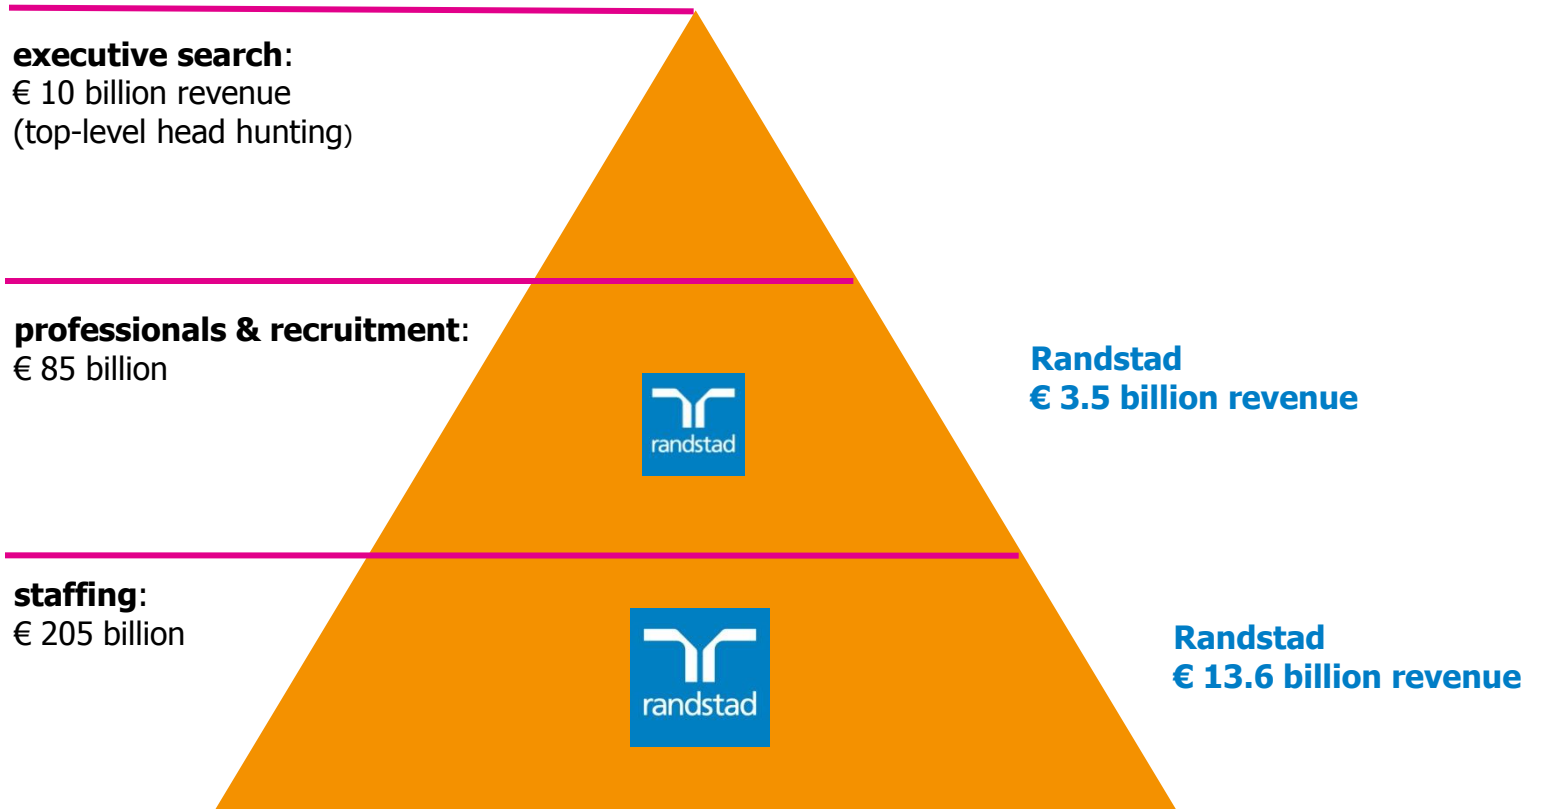 executive search:
€ 10 billion revenue
(top-level head hunting)
professionals & recruitment:
€ 85 billion
randstad
Randstad
€ 3.5 billion revenue
staffing:
€ 205 billion
randstad
Randstad
€ 13.6 billion revenue